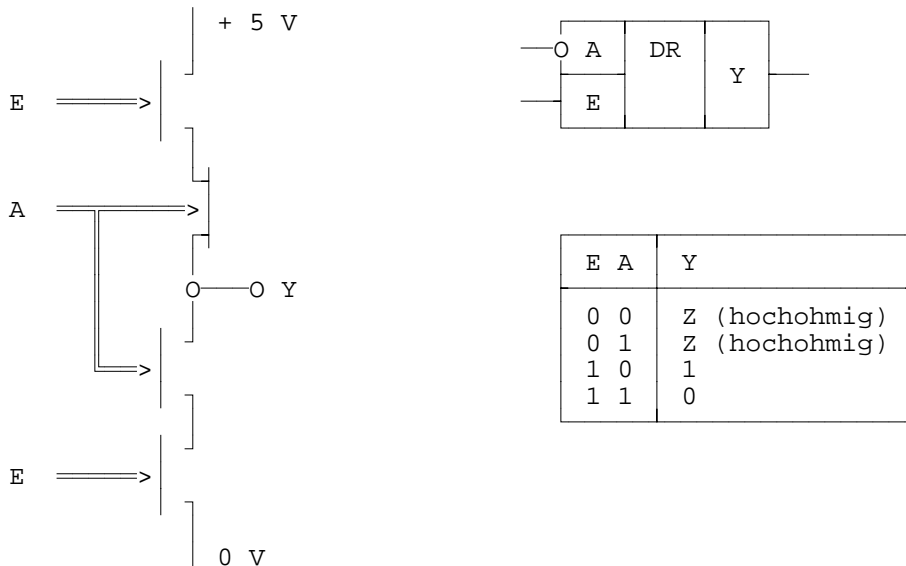 + 5 V
E
A
Y
E
0 V
A DR
Y
E
E A Y
0 0 Z (hochohmig)
0 1 Z (hochohmig)
1 0 1
1 1 0